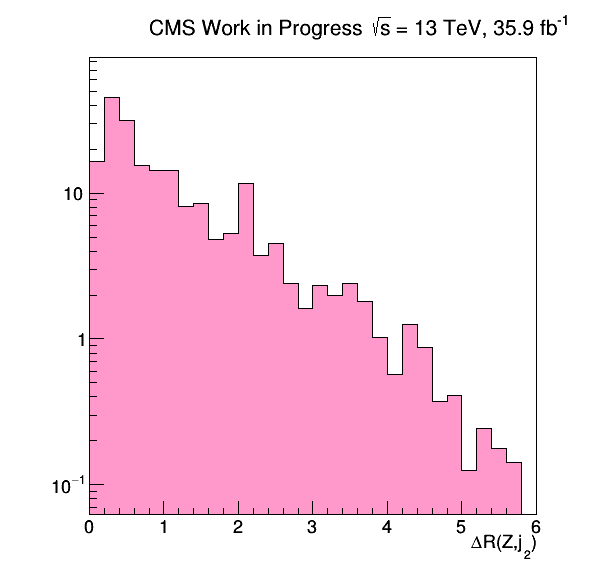 CMS Work in Progress √s = 13 TeV, 35.9 fb⁻¹
10
1
10⁻¹
0 1 2 3 4 5 6
ΔR(Z,j₂)